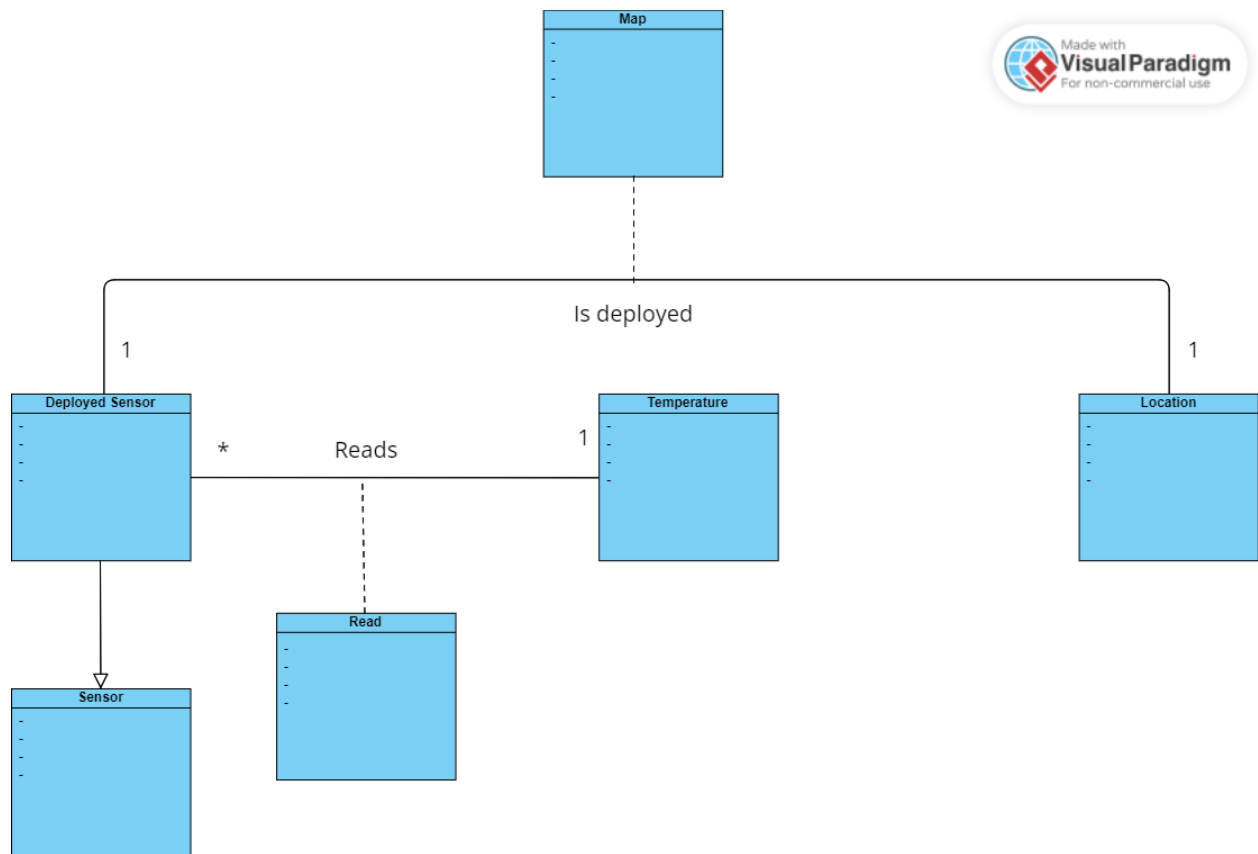 Map
-
-
-
-
Made with
Visual Paradigm
For non-commercial use
Is deployed
1
1
Deployed Sensor
-
-
-
-
*
Reads
1
Temperature
-
-
-
-
Location
-
-
-
-
Read
-
-
-
-
Sensor
-
-
-
-